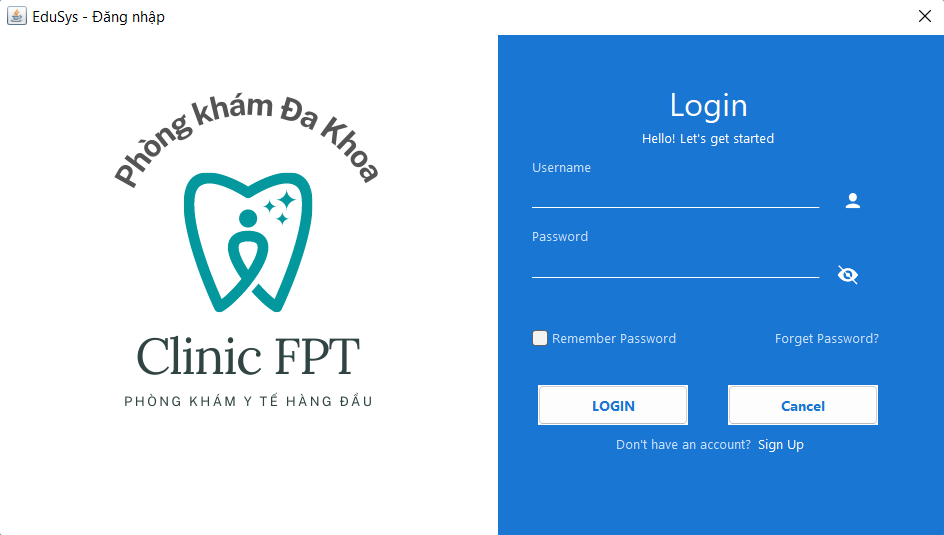 EduSys - Đăng nhập
Phòng khám Đa Khoa
Clinic FPT
PHÒNG KHÁM Y TẾ HÀNG ĐẦU
Login
Hello! Let's get started
Username
Password
Remember Password
Forget Password?
LOGIN
Cancel
Don't have an account? Sign Up